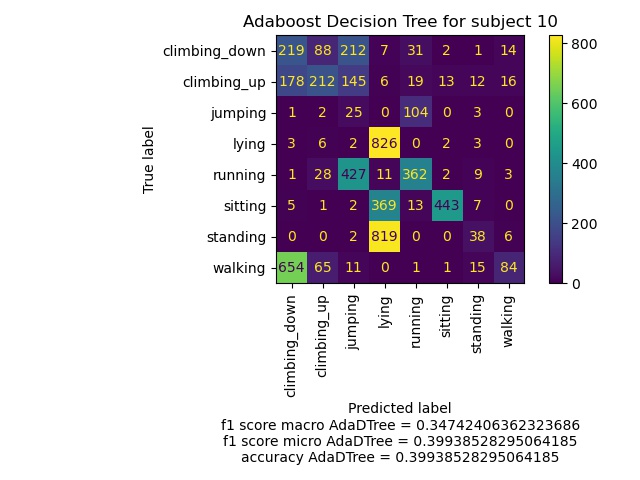 Adaboost Decision Tree for subject 10
climbing_down 219 88 212 7 31 2 1 14
climbing_up 178 212 145 6 19 13 12 16
jumping 1 2 25 0 104 0 3 0
lying 3 6 2 826 0 2 3 0
running 1 28 427 11 362 2 9 3
sitting 5 1 2 369 13 443 7 0
standing 0 0 2 819 0 0 38 6
walking 654 65 11 0 1 1 15 84
True label
climbing_down climbing_up jumping lying running sitting standing walking
Predicted label
800
600
400
200
0
f1 score macro AdaDTree = 0.34742406362323686
f1 score micro AdaDTree = 0.39938528295064185
accuracy AdaDTree = 0.39938528295064185